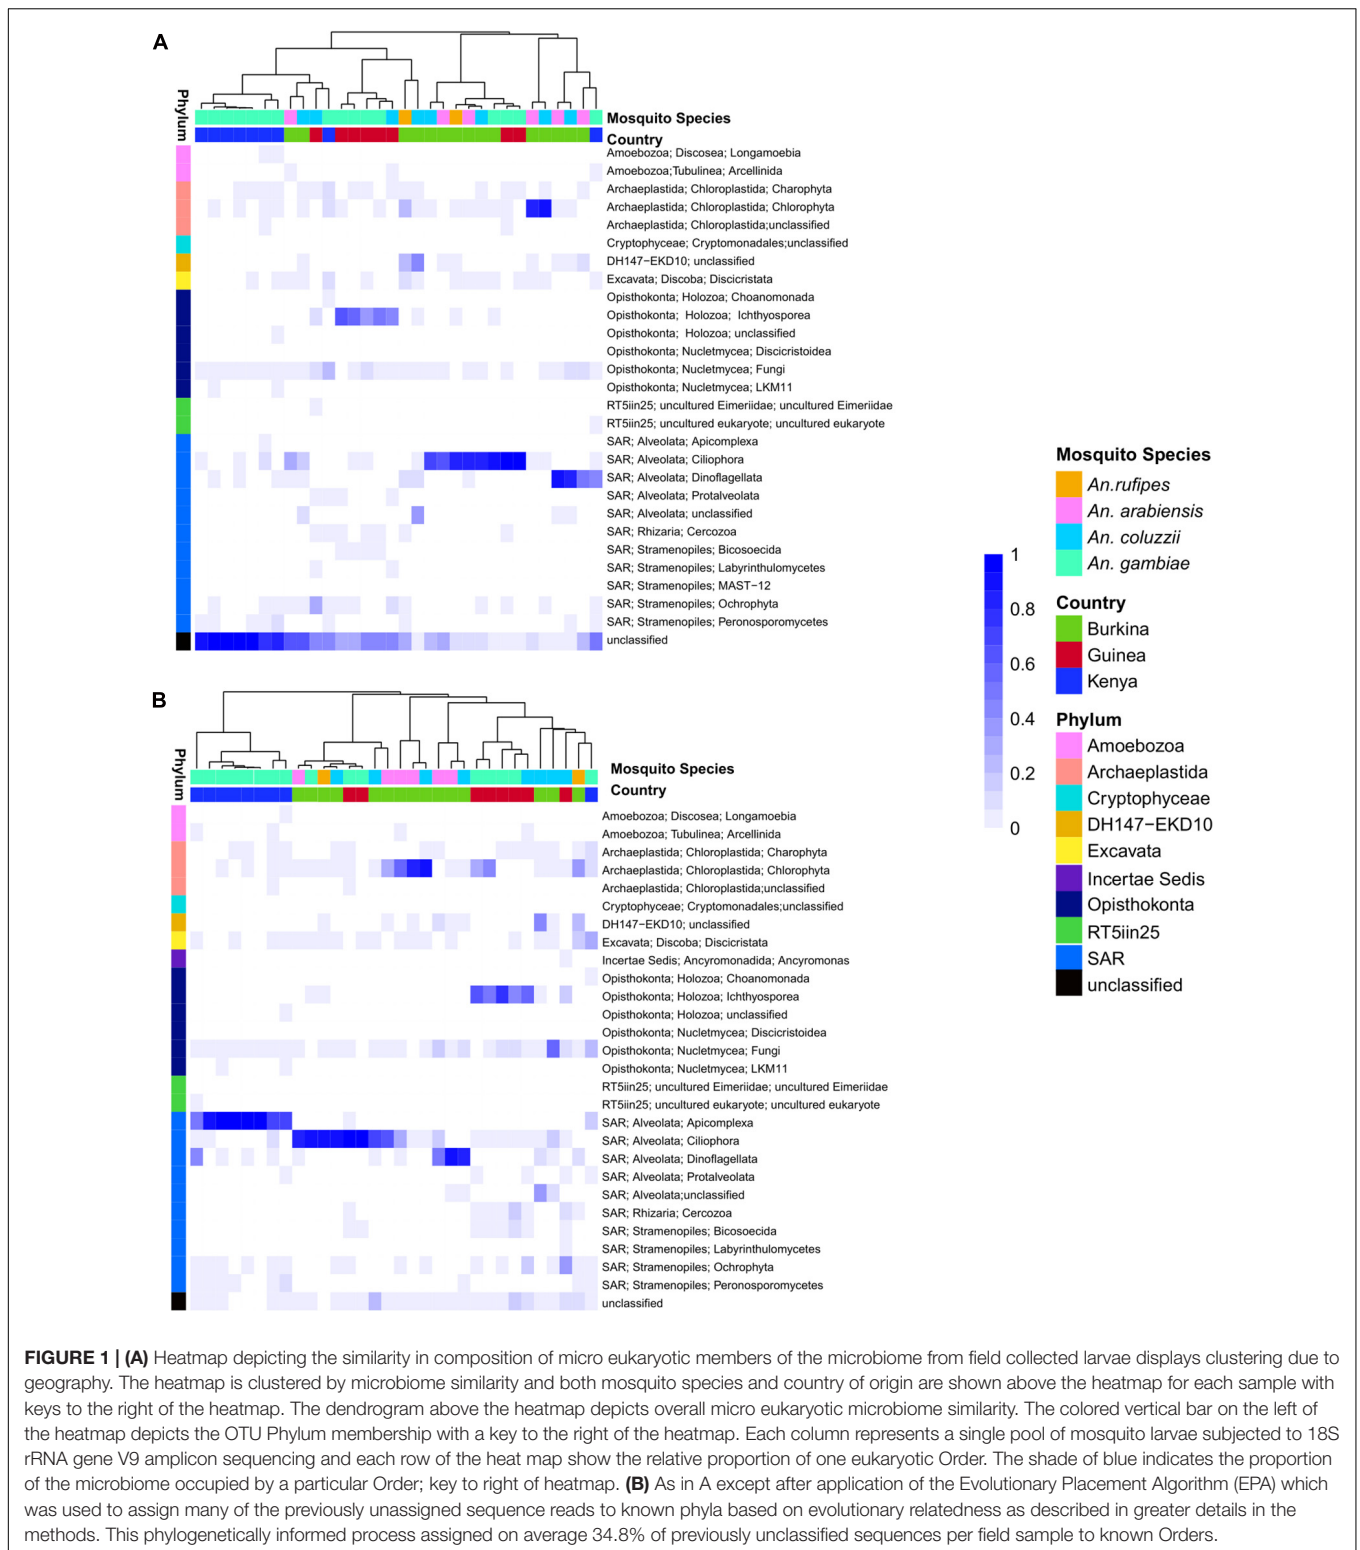 A
Phylum
Mosquito Species
Country
Amoebozoa; Discosea; Longamoebia
Amoebozoa;Tubulinea; Arcellinida
Archaeplastida; Chloroplastida; Charophyta
Archaeplastida; Chloroplastida; Chlorophyta
Archaeplastida; Chloroplastida;unclassified
Cryptophyceae; Cryptomonadales;unclassified
DH147−EKD10; unclassified
Excavata; Discoba; Discicristata
Opisthokonta; Holozoa; Choanomonada
Opisthokonta; Holozoa; Ichthyosporea
Opisthokonta; Holozoa; unclassified
Opisthokonta; Nucletmycea; Discicristoidea
Opisthokonta; Nucletmycea; Fungi
Opisthokonta; Nucletmycea; LKM11
RT5iin25; uncultured Eimeriidae; uncultured Eimeriidae
RT5iin25; uncultured eukaryote; uncultured eukaryote
SAR; Alveolata; Apicomplexa
SAR; Alveolata; Ciliophora
SAR; Alveolata; Dinoflagellata
SAR; Alveolata; Protalveolata
SAR; Alveolata; unclassified
SAR; Rhizaria; Cercozoa
SAR; Stramenopiles; Bicosoecida
SAR; Stramenopiles; Labyrinthulomycetes
SAR; Stramenopiles; MAST−12
SAR; Stramenopiles; Ochrophyta
SAR; Stramenopiles; Peronosporomycetes
unclassified
B
Phylum
Mosquito Species
Country
Amoebozoa; Discosea; Longamoebia
Amoebozoa; Tubulinea; Arcellinida
Archaeplastida; Chloroplastida; Charophyta
Archaeplastida; Chloroplastida; Chlorophyta
Archaeplastida; Chloroplastida;unclassified
Cryptophyceae; Cryptomonadales;unclassified
DH147−EKD10; unclassified
Excavata; Discoba; Discicristata
Incertae Sedis; Ancyromonadida; Ancyromonas
Opisthokonta; Holozoa; Choanomonada
Opisthokonta; Holozoa; Ichthyosporea
Opisthokonta; Holozoa; unclassified
Opisthokonta; Nucletmycea; Discicristoidea
Opisthokonta; Nucletmycea; Fungi
Opisthokonta; Nucletmycea; LKM11
RT5iin25; uncultured Eimeriidae; uncultured Eimeriidae
RT5iin25; uncultured eukaryote; uncultured eukaryote
SAR; Alveolata; Apicomplexa
SAR; Alveolata; Ciliophora
SAR; Alveolata; Dinoflagellata
SAR; Alveolata; Protalveolata
SAR; Alveolata;unclassified
SAR; Rhizaria; Cercozoa
SAR; Stramenopiles; Bicosoecida
SAR; Stramenopiles; Labyrinthulomycetes
SAR; Stramenopiles; Ochrophyta
SAR; Stramenopiles; Peronosporomycetes
unclassified
1
0.8
0.6
0.4
0.2
0
Mosquito Species
An.rufipes
An. arabiensis
An. coluzzii
An. gambiae
Country
Burkina
Guinea
Kenya
Phylum
Amoebozoa
Archaeplastida
Cryptophyceae
DH147−EKD10
Excavata
Incertae Sedis
Opisthokonta
RT5iin25
SAR
unclassified
FIGURE 1 | (A) Heatmap depicting the similarity in composition of micro eukaryotic members of the microbiome from field collected larvae displays clustering due to
geography. The heatmap is clustered by microbiome similarity and both mosquito species and country of origin are shown above the heatmap for each sample with
keys to the right of the heatmap. The dendrogram above the heatmap depicts overall micro eukaryotic microbiome similarity. The colored vertical bar on the left of
the heatmap depicts the OTU Phylum membership with a key to the right of the heatmap. Each column represents a single pool of mosquito larvae subjected to 18S
rRNA gene V9 amplicon sequencing and each row of the heat map show the relative proportion of one eukaryotic Order. The shade of blue indicates the proportion
of the microbiome occupied by a particular Order; key to right of heatmap. (B) As in A except after application of the Evolutionary Placement Algorithm (EPA) which
was used to assign many of the previously unassigned sequence reads to known phyla based on evolutionary relatedness as described in greater details in the
methods. This phylogenetically informed process assigned on average 34.8% of previously unclassified sequences per field sample to known Orders.